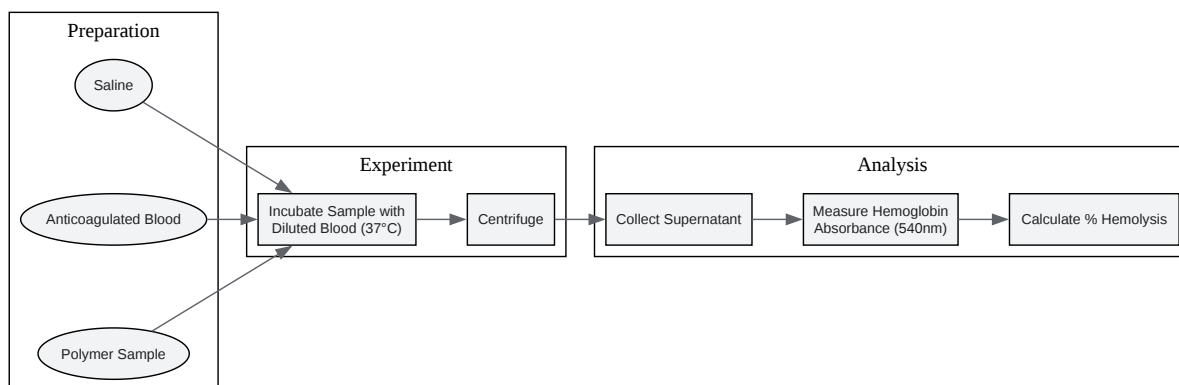 Preparation
Saline
Anticoagulated Blood
Polymer Sample
Experiment
Incubate Sample with
Diluted Blood (37°C)
Centrifuge
Analysis
Collect Supernatant
Measure Hemoglobin
Absorbance (540nm)
Calculate % Hemolysis